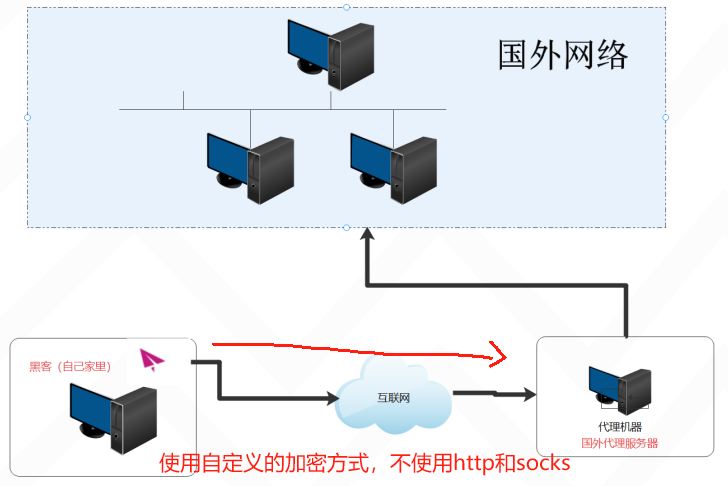 国外网络
黑客（自己家里）
互联网
代理机器
国外代理服务器
使用自定义的加密方式，不使用http和socks